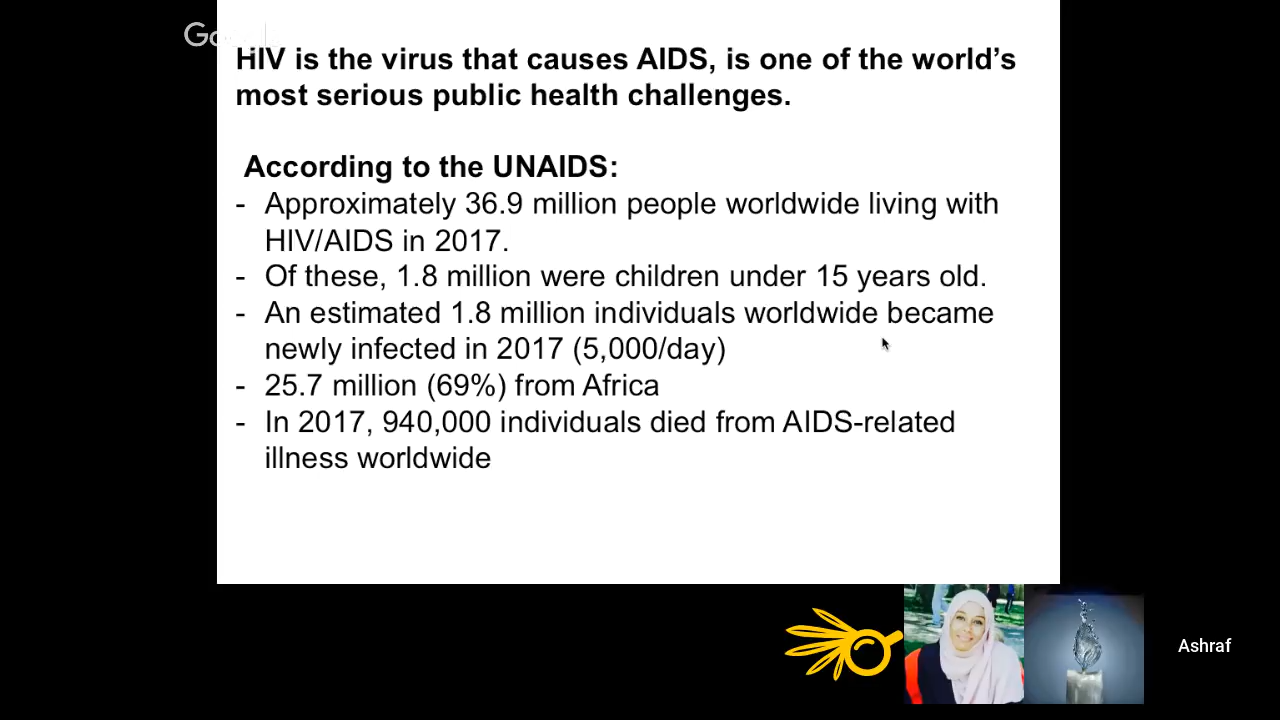 HIV is the virus that causes AIDS, is one of the world’s
most serious public health challenges.
According to the UNAIDS:
- Approximately 36.9 million people worldwide living with
HIV/AIDS in 2017.
- Of these, 1.8 million were children under 15 years old.
- An estimated 1.8 million individuals worldwide became
newly infected in 2017 (5,000/day)
- 25.7 million (69%) from Africa
- In 2017, 940,000 individuals died from AIDS-related
illness worldwide
Ashraf